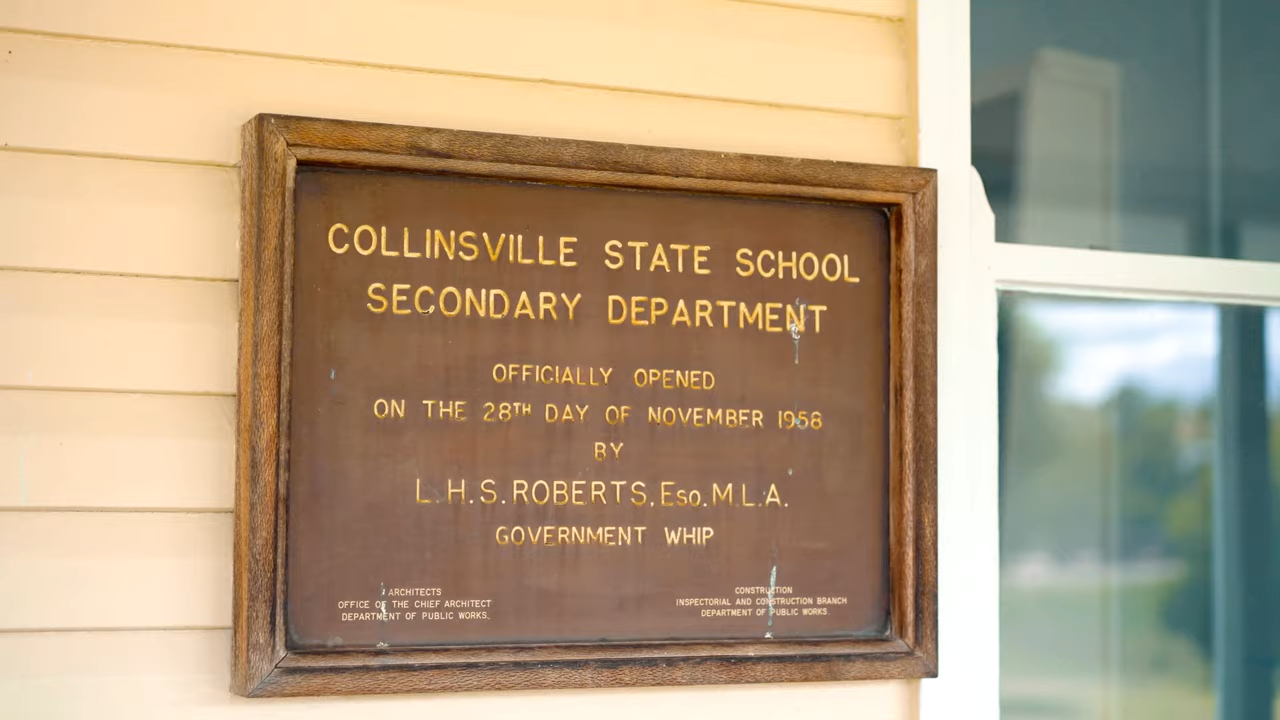 COLLINSVILLE STATE SCHOOL
SECONDARY DEPARTMENT
OFFICIALLY OPENED
ON THE 28TH DAY OF NOVEMBER 1958
BY
L.H.S.ROBERTS, ESQ. M.L.A.
GOVERNMENT WHIP
ARCHITECTS
OFFICE OF THE CHIEF ARCHITECT
DEPARTMENT OF PUBLIC WORKS.
CONSTRUCTION
INSPECTORIAL AND CONSTRUCTION BRANCH
DEPARTMENT OF PUBLIC WORKS.